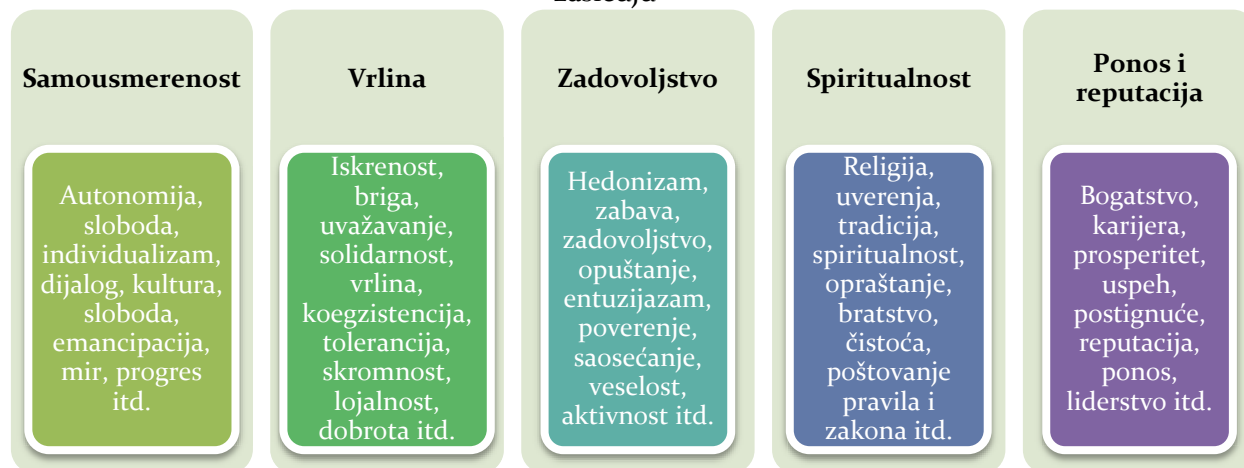 Samousmerenost
Autonomija,
sloboda,
individualizam,
dijalog, kultura,
sloboda,
emancipacija,
mir, progres
itd.
Vrlina
Iskrenost,
briga,
uvažavanje,
solidarnost,
vrlina,
koegzistencija,
tolerancija,
skromnost,
lojalnost,
dobrota itd.
Zadovoljstvo
Hedonizam,
zabava,
zadovoljstvo,
opuštanje,
entuzijazam,
poverenje,
saosećanje,
veselost,
aktivnost itd.
Spiritualnost
Religija,
uverenja,
tradicija,
spiritualnost,
opraštanje,
bratstvo,
čistoća,
poštovanje
pravila i
zakona itd.
Ponos i
reputacija
Bogatstvo,
karijera,
prosperitet,
uspeh,
postignuće,
reputacija,
ponos,
liderstvo itd.